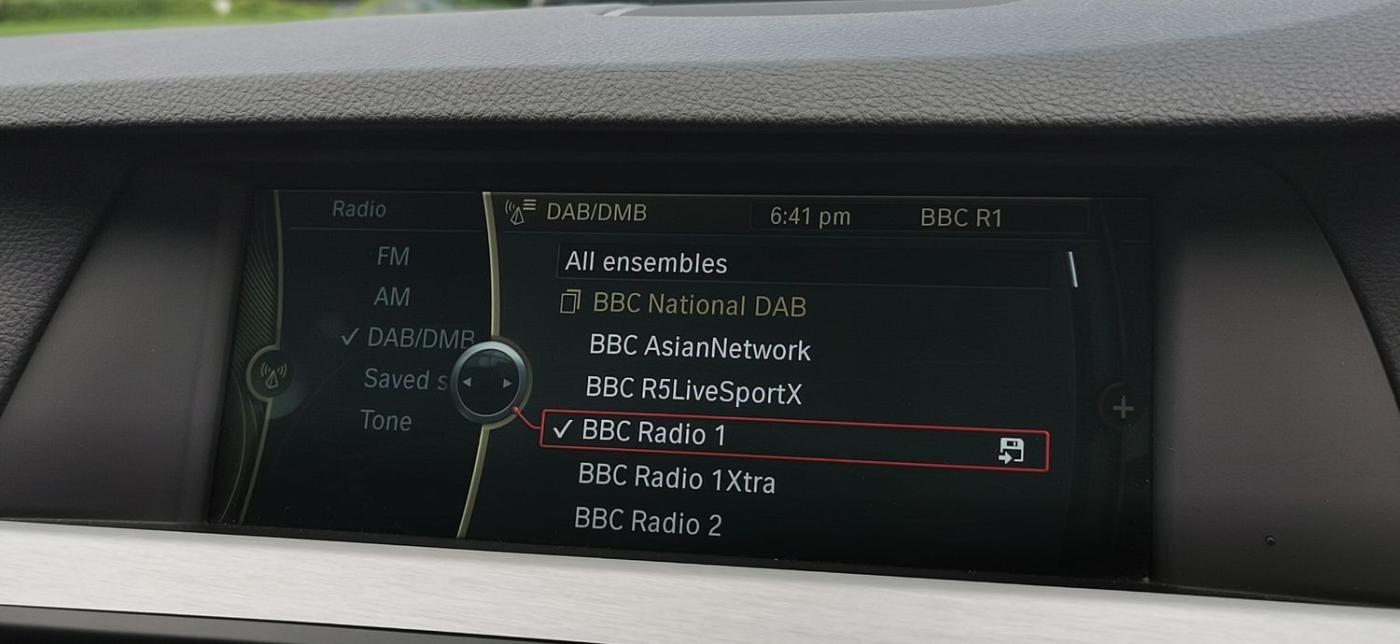 Radio
FM
AM
DAB/DMB
Saved s
Tone
DAB/DMB
6:41 pm
BBC R1
All ensembles
BBC National DAB
BBC AsianNetwork
BBC R5LiveSportX
BBC Radio 1
BBC Radio 1Xtra
BBC Radio 2